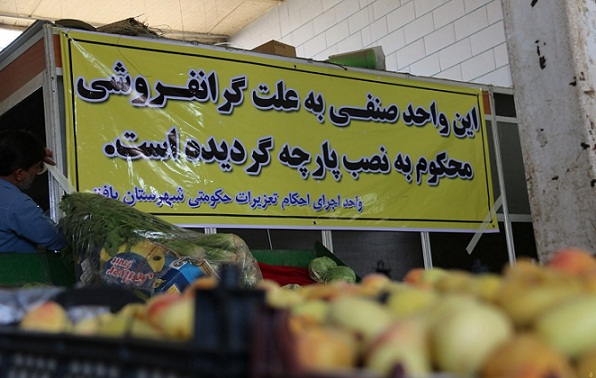 این واحد صنفی به علت گرانفروشی
محکوم به نصب پارچه گردیده است.
واحد اجرای احکام تعزیرات حکومتی شهرستان بافت